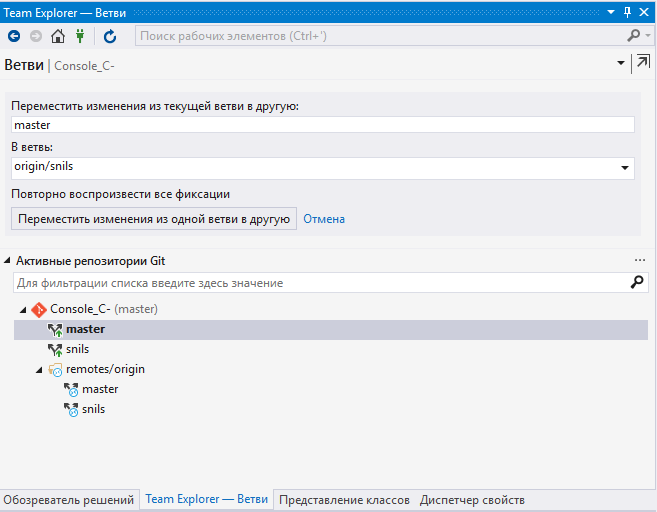 Team Explorer — Ветви
Поиск рабочих элементов (Ctrl+')
Ветви | Console_C-
Переместить изменения из текущей ветви в другую:
master
В ветвь:
origin/snils
Повторно воспроизвести все фиксации
Переместить изменения из одной ветви в другую Отмена
Активные репозитории Git
Для фильтрации списка введите здесь значение
Console_C- (master)
master
snils
remotes/origin
master
snils
Обозреватель решений Team Explorer — Ветви Представление классов Диспетчер свойств